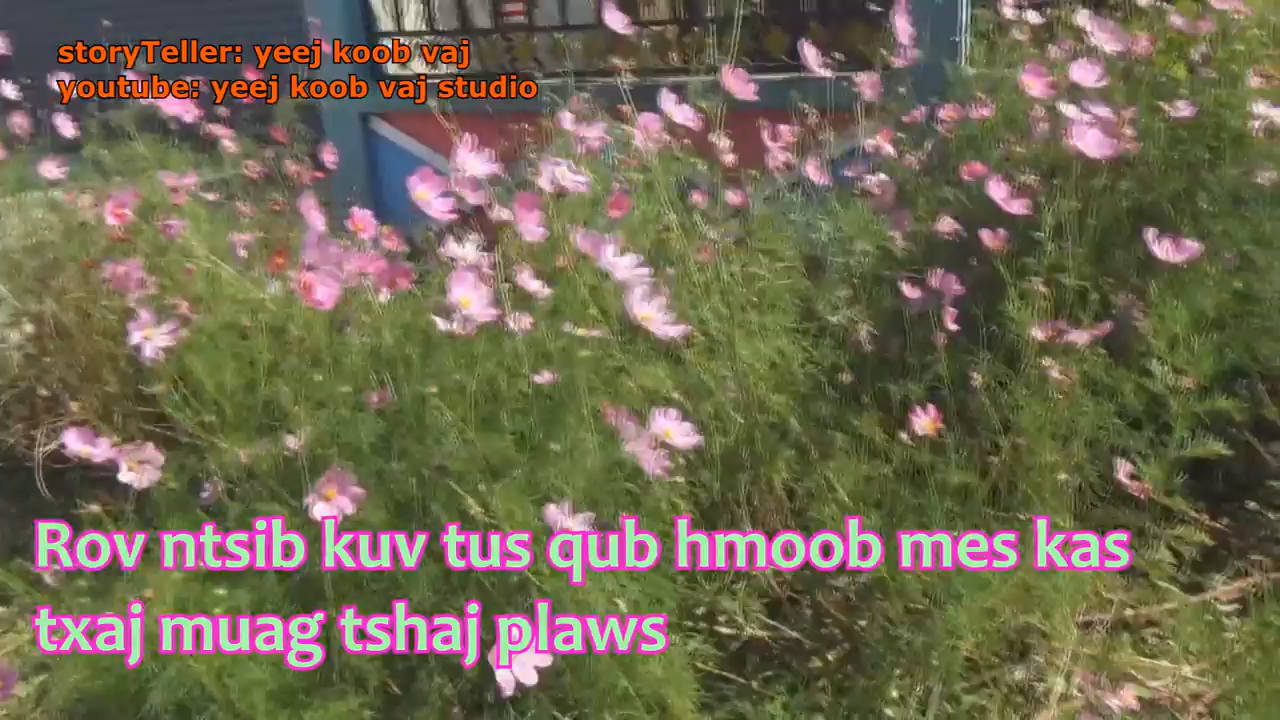 storyTeller: yeej koob vaj
youtube: yeej koob vaj studio
Rov ntsib kuv tus qub hmoob mes kas
txaj muag tshaj plaws